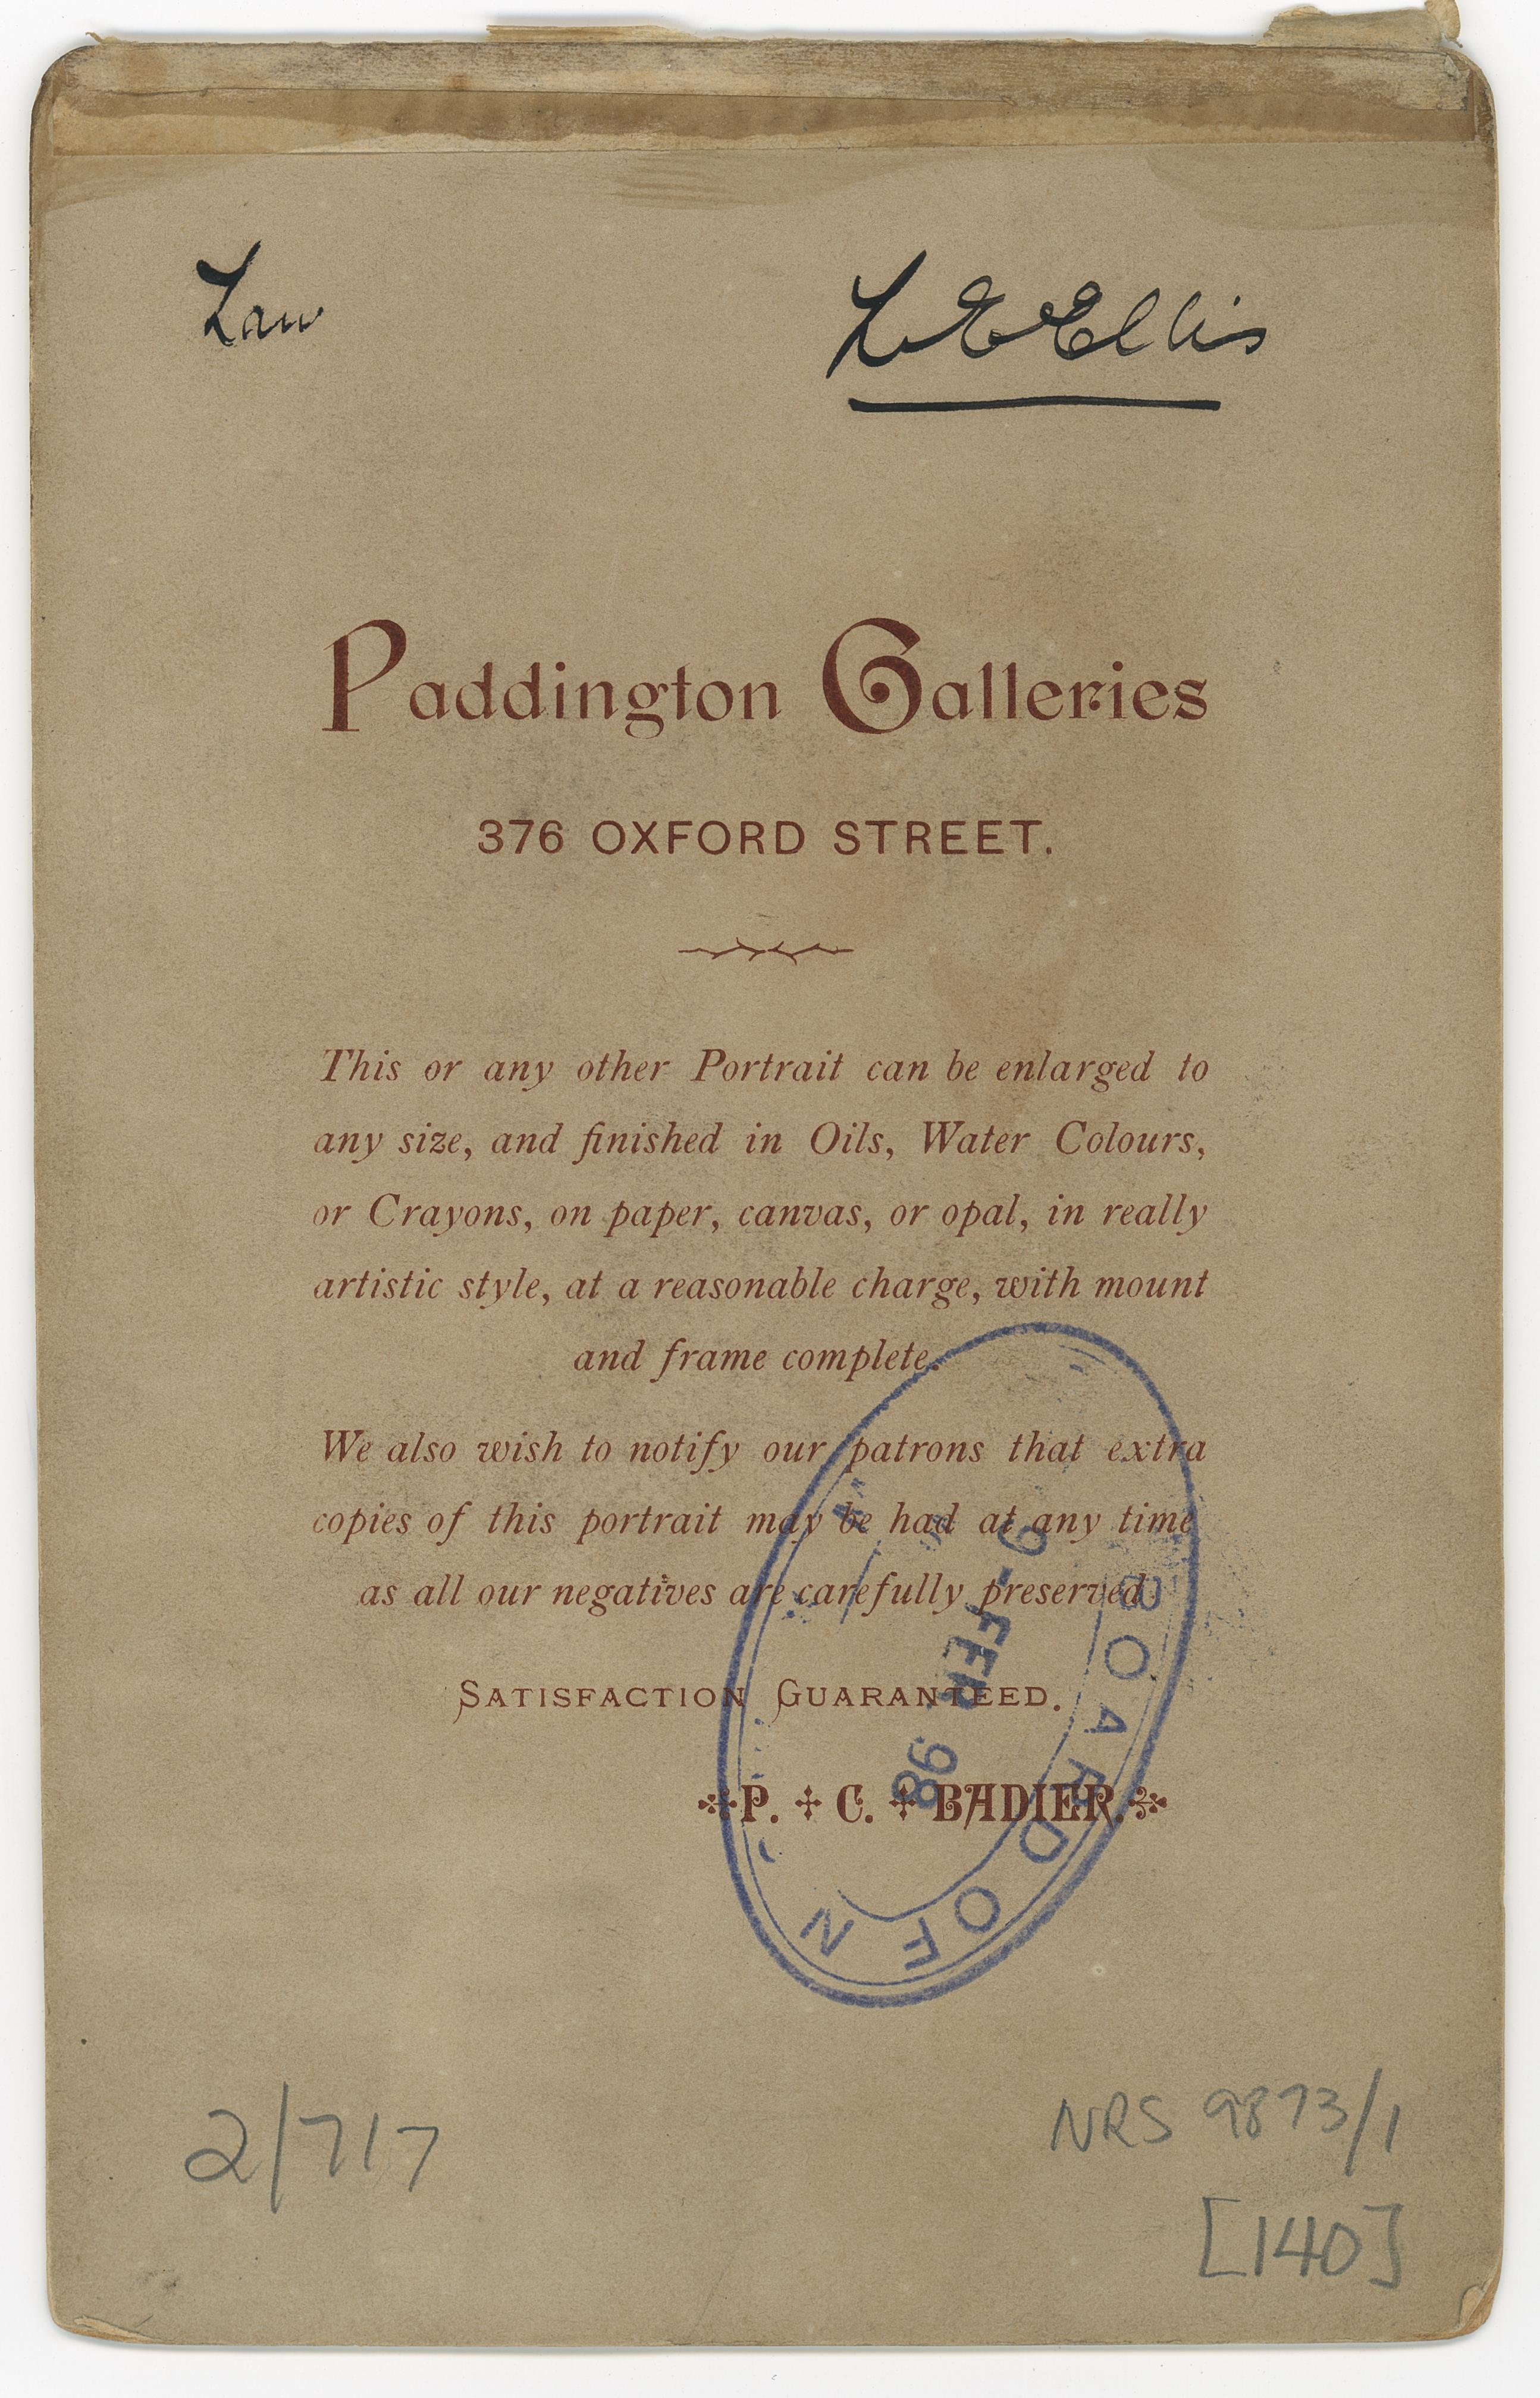 Law
L E Ellis
Paddington Galleries
376 OXFORD STREET.
This or any other Portrait can be enlarged to
any size, and finished in Oils, Water Colours,
or Crayons, on paper, canvas, or opal, in really
artistic style, at a reasonable charge, with mount
and frame complete.
We also wish to notify our patrons that extra
copies of this portrait may be had at any time
as all our negatives are carefully preserved.
SATISFACTION GUARANTEED.
P. C. BADIER.
BOARD OF
9-FEB.98
2/717
NRS 9873/1
[140]